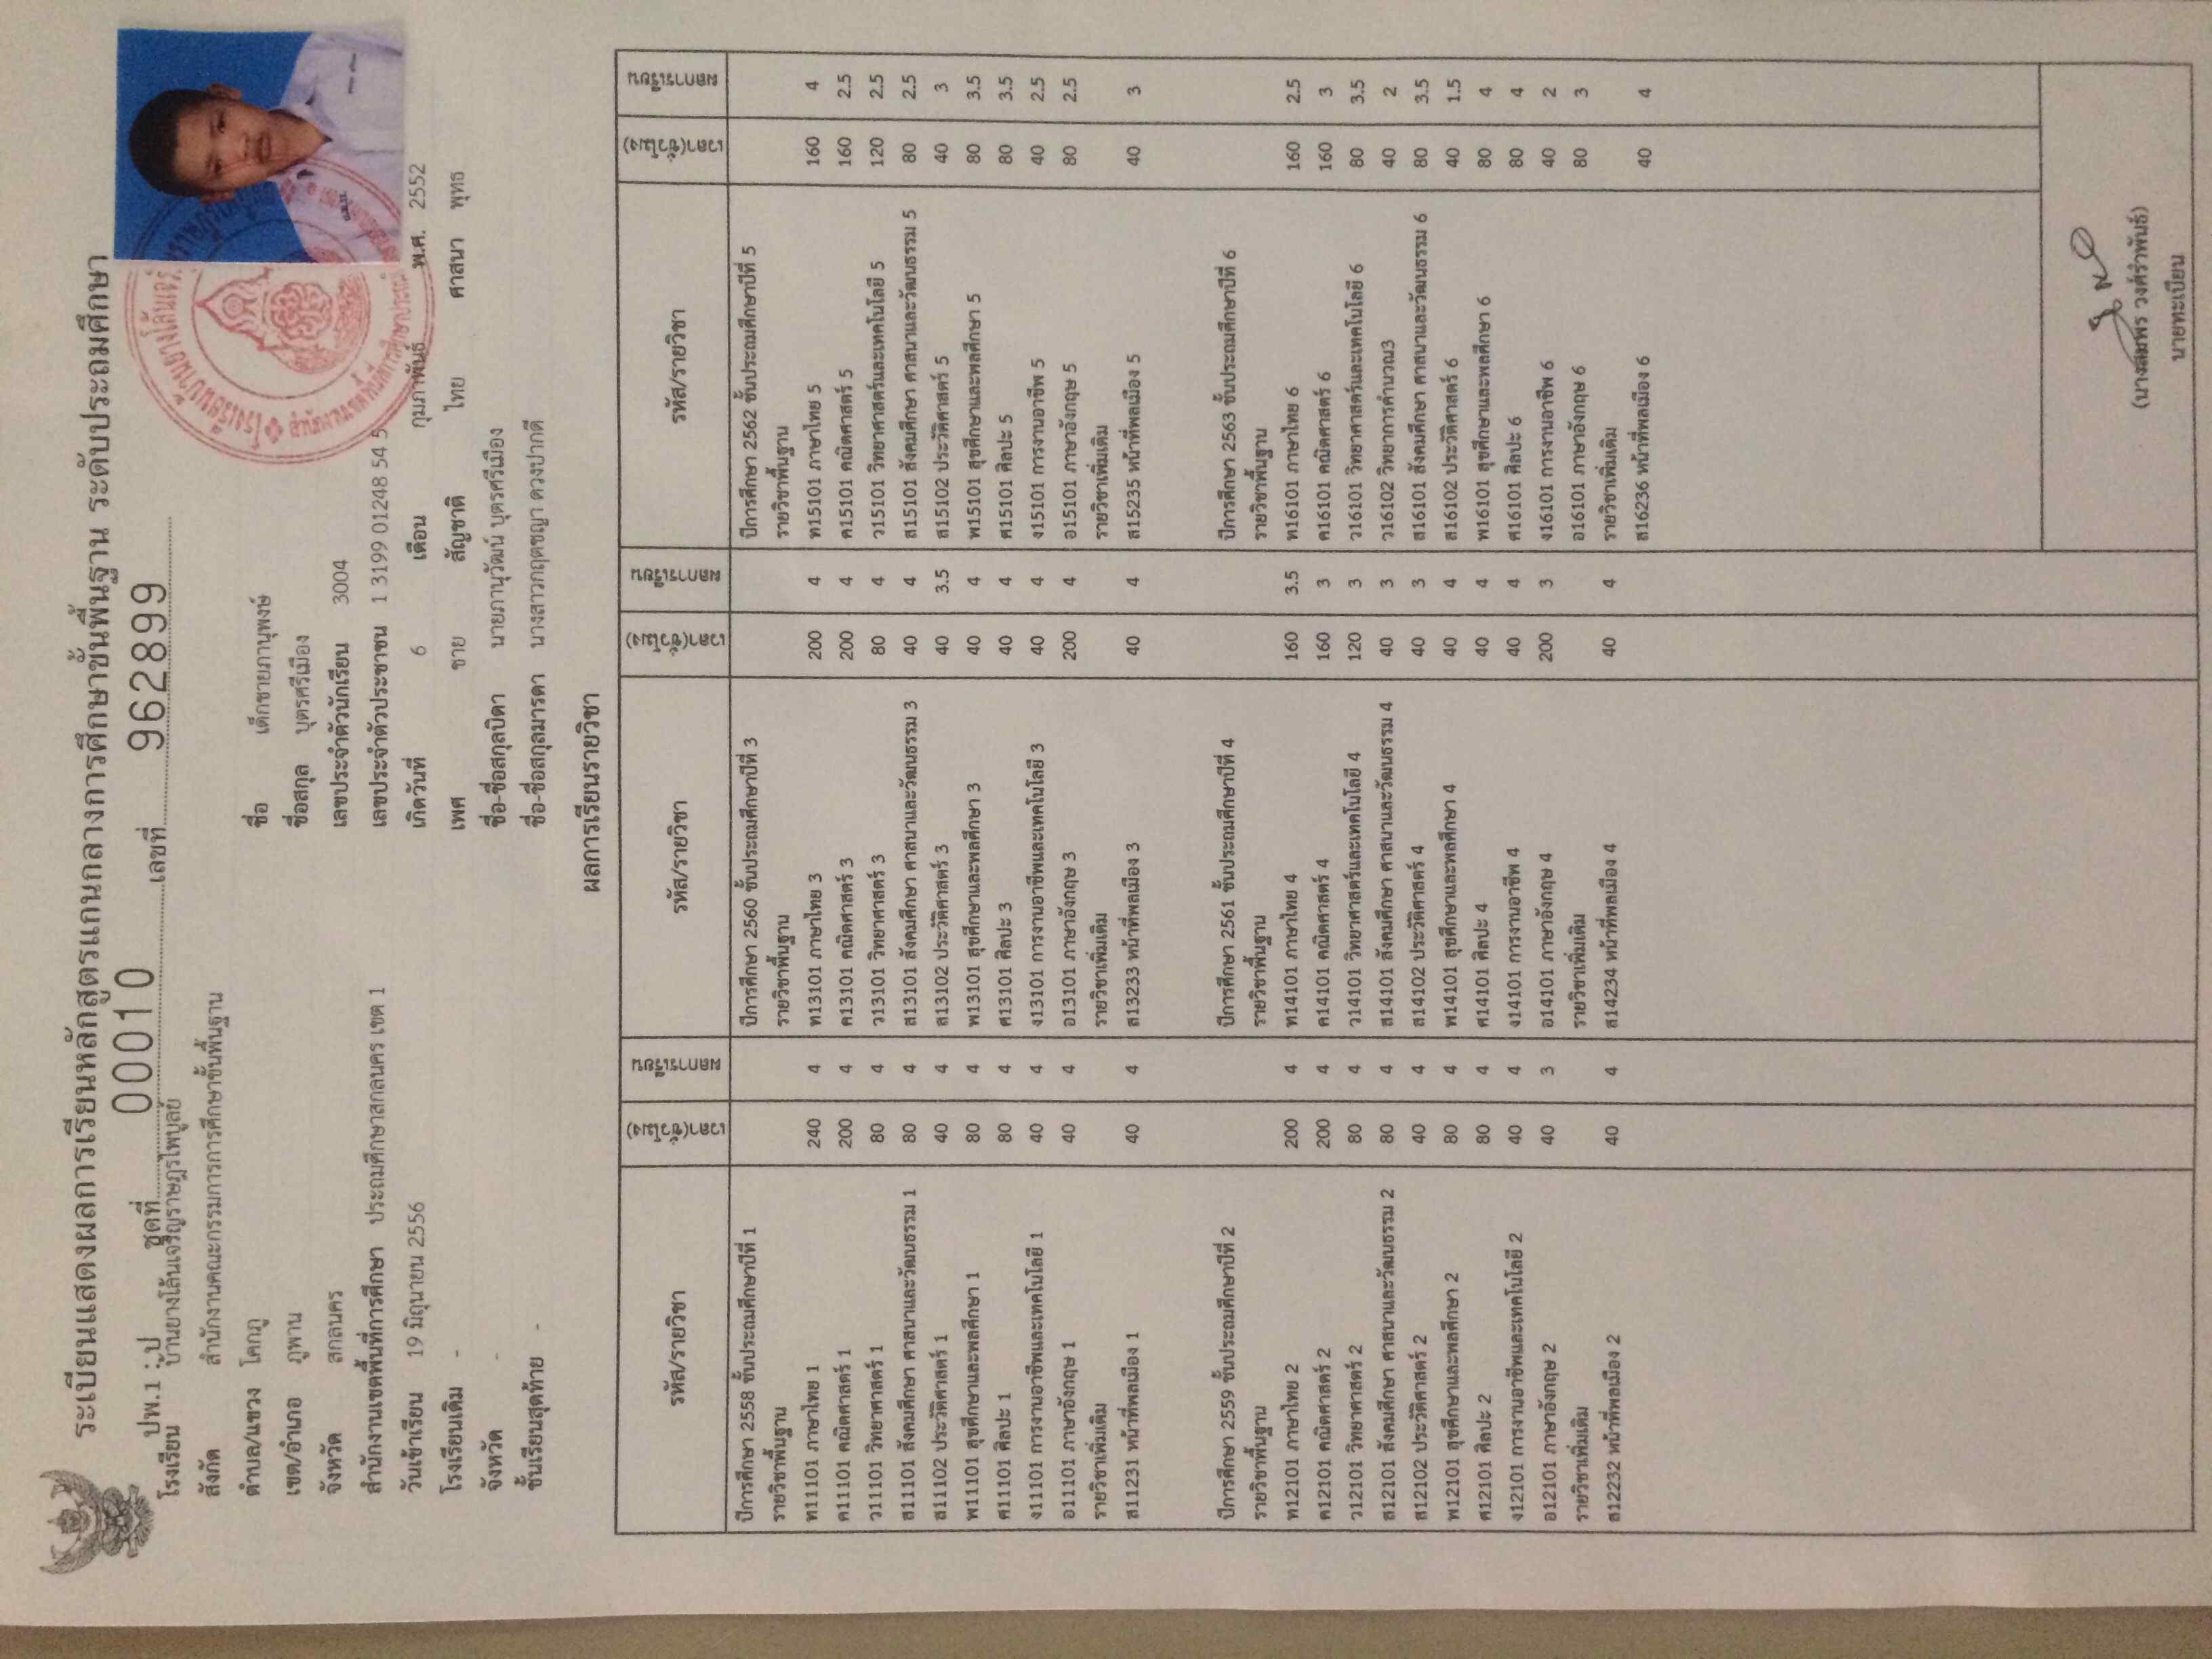 ระเบียนแสดงผลการเรียนหลักสูตรแกนกลางการศึกษาขั้นพื้นฐาน ระดับประถมศึกษา
ปพ.1 : ป ชุดที่ 00010 เลขที่ 962899
โรงเรียน บ้านยางโล้นเจริญราษฎร์ไพบูลย์
สังกัด สำนักงานคณะกรรมการการศึกษาขั้นพื้นฐาน
ตำบล/แขวง โคกภู
เขต/อำเภอ ภูพาน
จังหวัด สกลนคร
สำนักงานเขตพื้นที่การศึกษา ประถมศึกษาสกลนคร เขต 1
วันเข้าเรียน 19 มิถุนายน 2556
โรงเรียนเดิม -
จังหวัด -
ชั้นเรียนสุดท้าย -
ชื่อ เด็กชายภานุพงษ์
ชื่อสกุล บุตรศรีเมือง
เลขประจำตัวนักเรียน 3004
เลขประจำตัวประชาชน 1 3199 01248 54 5
เกิดวันที่ 6 เดือน กุมภาพันธ์ พ.ศ. 2552
เพศ ชาย สัญชาติ ไทย ศาสนา พุทธ
ชื่อ-ชื่อสกุลบิดา นายภานุวัฒน์ บุตรศรีเมือง
ชื่อ-ชื่อสกุลมารดา นางสาวกฤตชญา ดวงปากดี
ผลการเรียนรายวิชา
รหัส/รายวิชา เวลา(ชั่วโมง) ผลการเรียน
ปีการศึกษา 2558 ชั้นประถมศึกษาปีที่ 1
รายวิชาพื้นฐาน
ท11101 ภาษาไทย 1 240 4
ค11101 คณิตศาสตร์ 1 200 4
ว11101 วิทยาศาสตร์ 1 80 4
ส11101 สังคมศึกษา ศาสนาและวัฒนธรรม 1 80 4
ส11102 ประวัติศาสตร์ 1 40 4
พ11101 สุขศึกษาและพลศึกษา 1 80 4
ศ11101 ศิลปะ 1 80 4
ง11101 การงานอาชีพและเทคโนโลยี 1 40 4
อ11101 ภาษาอังกฤษ 1 40 4
รายวิชาเพิ่มเติม
ส11231 หน้าที่พลเมือง 1 40 4
ปีการศึกษา 2559 ชั้นประถมศึกษาปีที่ 2
รายวิชาพื้นฐาน
ท12101 ภาษาไทย 2 200 4
ค12101 คณิตศาสตร์ 2 200 4
ว12101 วิทยาศาสตร์ 2 80 4
ส12101 สังคมศึกษา ศาสนาและวัฒนธรรม 2 80 4
ส12102 ประวัติศาสตร์ 2 40 4
พ12101 สุขศึกษาและพลศึกษา 2 80 4
ศ12101 ศิลปะ 2 80 4
ง12101 การงานอาชีพและเทคโนโลยี 2 40 4
อ12101 ภาษาอังกฤษ 2 40 3
รายวิชาเพิ่มเติม
ส12232 หน้าที่พลเมือง 2 40 4
รหัส/รายวิชา เวลา(ชั่วโมง) ผลการเรียน
ปีการศึกษา 2560 ชั้นประถมศึกษาปีที่ 3
รายวิชาพื้นฐาน
ท13101 ภาษาไทย 3 200 4
ค13101 คณิตศาสตร์ 3 200 4
ว13101 วิทยาศาสตร์ 3 80 4
ส13101 สังคมศึกษา ศาสนาและวัฒนธรรม 3 40 4
ส13102 ประวัติศาสตร์ 3 40 3.5
พ13101 สุขศึกษาและพลศึกษา 3 40 4
ศ13101 ศิลปะ 3 40 4
ง13101 การงานอาชีพและเทคโนโลยี 3 40 4
อ13101 ภาษาอังกฤษ 3 200 4
รายวิชาเพิ่มเติม
ส13233 หน้าที่พลเมือง 3 40 4
ปีการศึกษา 2561 ชั้นประถมศึกษาปีที่ 4
รายวิชาพื้นฐาน
ท14101 ภาษาไทย 4 160 3.5
ค14101 คณิตศาสตร์ 4 160 3
ว14101 วิทยาศาสตร์และเทคโนโลยี 4 120 3
ส14101 สังคมศึกษา ศาสนาและวัฒนธรรม 4 40 3
ส14102 ประวัติศาสตร์ 4 40 3
พ14101 สุขศึกษาและพลศึกษา 4 40 4
ศ14101 ศิลปะ 4 40 4
ง14101 การงานอาชีพ 4 40 4
อ14101 ภาษาอังกฤษ 4 200 3
รายวิชาเพิ่มเติม
ส14234 หน้าที่พลเมือง 4 40 4
รหัส/รายวิชา เวลา(ชั่วโมง) ผลการเรียน
ปีการศึกษา 2562 ชั้นประถมศึกษาปีที่ 5
รายวิชาพื้นฐาน
ท15101 ภาษาไทย 5 160 4
ค15101 คณิตศาสตร์ 5 160 2.5
ว15101 วิทยาศาสตร์และเทคโนโลยี 5 120 2.5
ส15101 สังคมศึกษา ศาสนาและวัฒนธรรม 5 80 2.5
ส15102 ประวัติศาสตร์ 5 40 3
พ15101 สุขศึกษาและพลศึกษา 5 80 3.5
ศ15101 ศิลปะ 5 80 3.5
ง15101 การงานอาชีพ 5 40 2.5
อ15101 ภาษาอังกฤษ 5 80 2.5
รายวิชาเพิ่มเติม
ส15235 หน้าที่พลเมือง 5 40 3
ปีการศึกษา 2563 ชั้นประถมศึกษาปีที่ 6
รายวิชาพื้นฐาน
ท16101 ภาษาไทย 6 160 2.5
ค16101 คณิตศาสตร์ 6 160 3
ว16101 วิทยาศาสตร์และเทคโนโลยี 6 80 3.5
ว16102 วิทยาการคำนวณ3 40 2
ส16101 สังคมศึกษา ศาสนาและวัฒนธรรม 6 80 3.5
ส16102 ประวัติศาสตร์ 6 40 1.5
พ16101 สุขศึกษาและพลศึกษา 6 80 4
ศ16101 ศิลปะ 6 80 4
ง16101 การงานอาชีพ 6 40 2
อ16101 ภาษาอังกฤษ 6 80 3
รายวิชาเพิ่มเติม
ส16236 หน้าที่พลเมือง 6 40 4
(นางสมพร วงศ์รำพันธ์)
นายทะเบียน